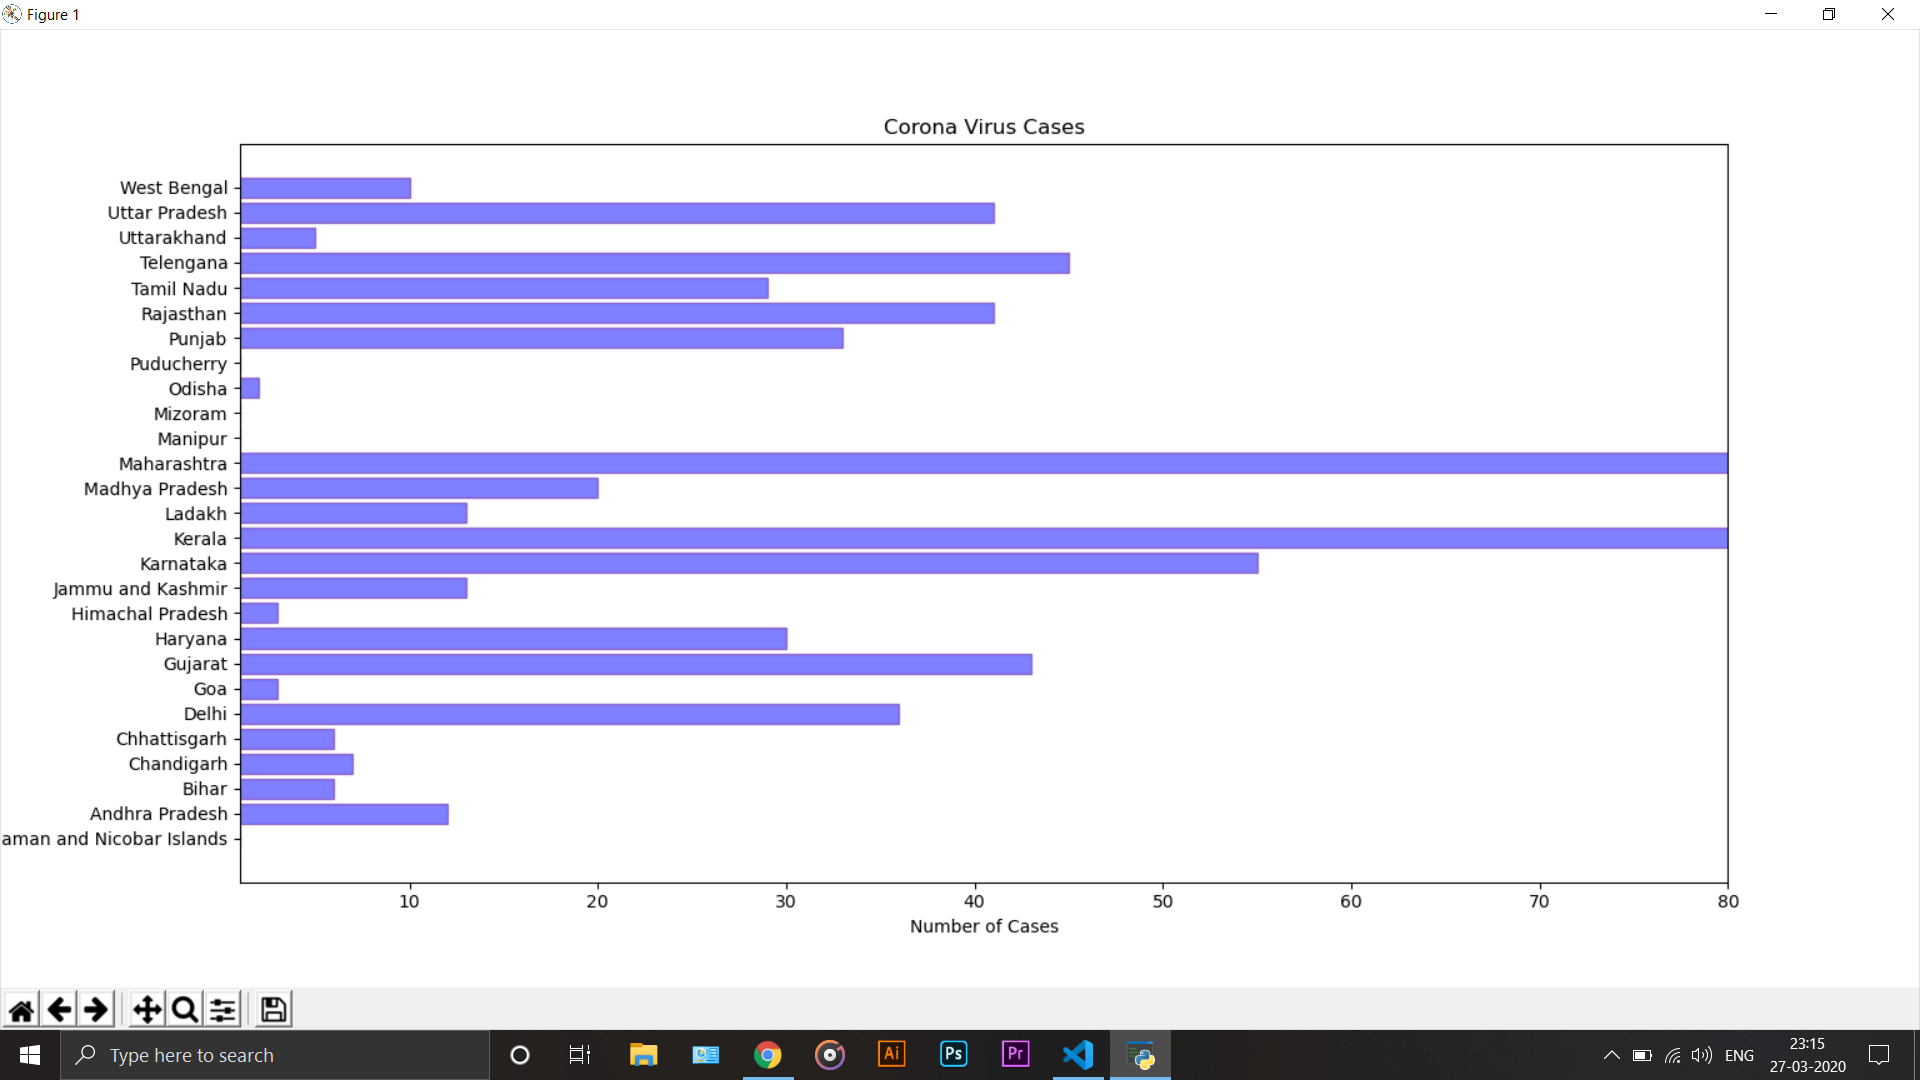 Figure 1
Corona Virus Cases
West Bengal
Uttar Pradesh
Uttarakhand
Telengana
Tamil Nadu
Rajasthan
Punjab
Puducherry
Odisha
Mizoram
Manipur
Maharashtra
Madhya Pradesh
Ladakh
Kerala
Karnataka
Jammu and Kashmir
Himachal Pradesh
Haryana
Gujarat
Goa
Delhi
Chhattisgarh
Chandigarh
Bihar
Andhra Pradesh
aman and Nicobar Islands
10 20 30 40 50 60 70 80
Number of Cases
Type here to search
Ai
Ps
Pr
ENG
23:15
27-03-2020